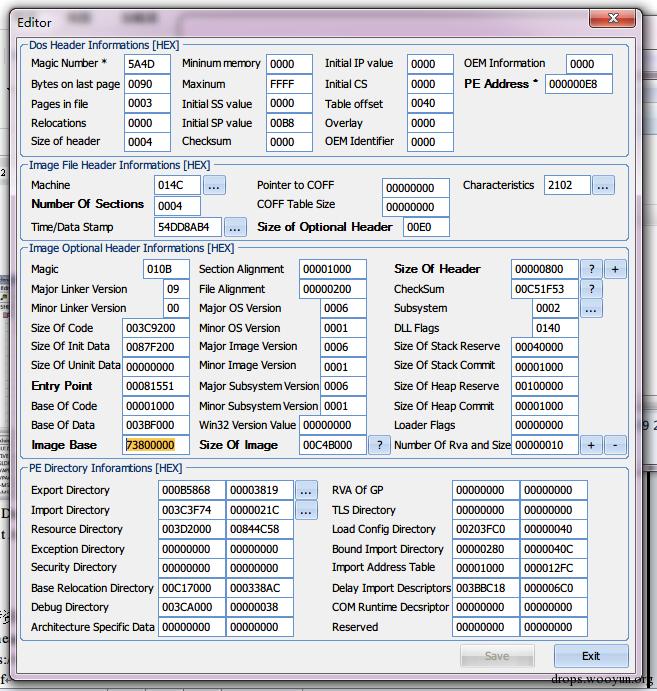 Editor
Dos Header Informations [HEX]
Magic Number * 5A4D Mininum memory 0000 Initial IP value 0000 OEM Information 0000
Bytes on last page 0090 Maxinum FFFF Initial CS 0000 PE Address * 000000E8
Pages in file 0003 Initial SS value 0000 Table offset 0040
Relocations 0000 Initial SP value 00B8 Overlay 0000
Size of header 0004 Checksum 0000 OEM Identifier 0000
Image File Header Informations [HEX]
Machine 014C ... Pointer to COFF 00000000 Characteristics 2102 ...
Number Of Sections 0004 COFF Table Size 00000000
Time/Data Stamp 54DD8AB4 ... Size of Optional Header 00E0
Image Optional Header Informations [HEX]
Magic 010B Section Alignment 00001000 Size Of Header 00000800 ? +
Major Linker Version 09 File Alignment 00000200 CheckSum 00C51F53 ?
Minor Linker Version 00 Major OS Version 0006 Subsystem 0002 ...
Size Of Code 003C9200 Minor OS Version 0001 DLL Flags 0140
Size Of Init Data 0087F200 Major Image Version 0006 Size Of Stack Reserve 00040000
Size Of Uninit Data 00000000 Minor Image Version 0001 Size Of Stack Commit 00001000
Entry Point 00081551 Major Subsystem Version 0006 Size Of Heap Reserve 00100000
Base Of Code 00001000 Minor Subsystem Version 0001 Size Of Heap Commit 00001000
Base Of Data 003BF000 Win32 Version Value 00000000 Loader Flags 00000000
Image Base 73800000 Size Of Image 00C4B000 ? Number Of Rva and Size 00000010 + -
PE Directory Inforamtions [HEX]
Export Directory 000B5868 00003819 ... RVA Of GP 00000000 00000000
Import Directory 003C3F74 0000021C ... TLS Directory 00000000 00000000
Resource Directory 003D2000 00844C58 Load Config Directory 00203FC0 00000040
Exception Directory 00000000 00000000 Bound Import Directory 00000280 0000040C
Security Directory 00000000 00000000 Import Address Table 00001000 000012FC
Base Relocation Directory 00C17000 000338AC Delay Import Descriptors 003BBC18 000006C0
Debug Directory 003CA000 00000038 COM Runtime Decsriptor 00000000 00000000
Architecture Specific Data 00000000 00000000 Reserved 00000000 00000000
Save Exit
drops.wooyun.org